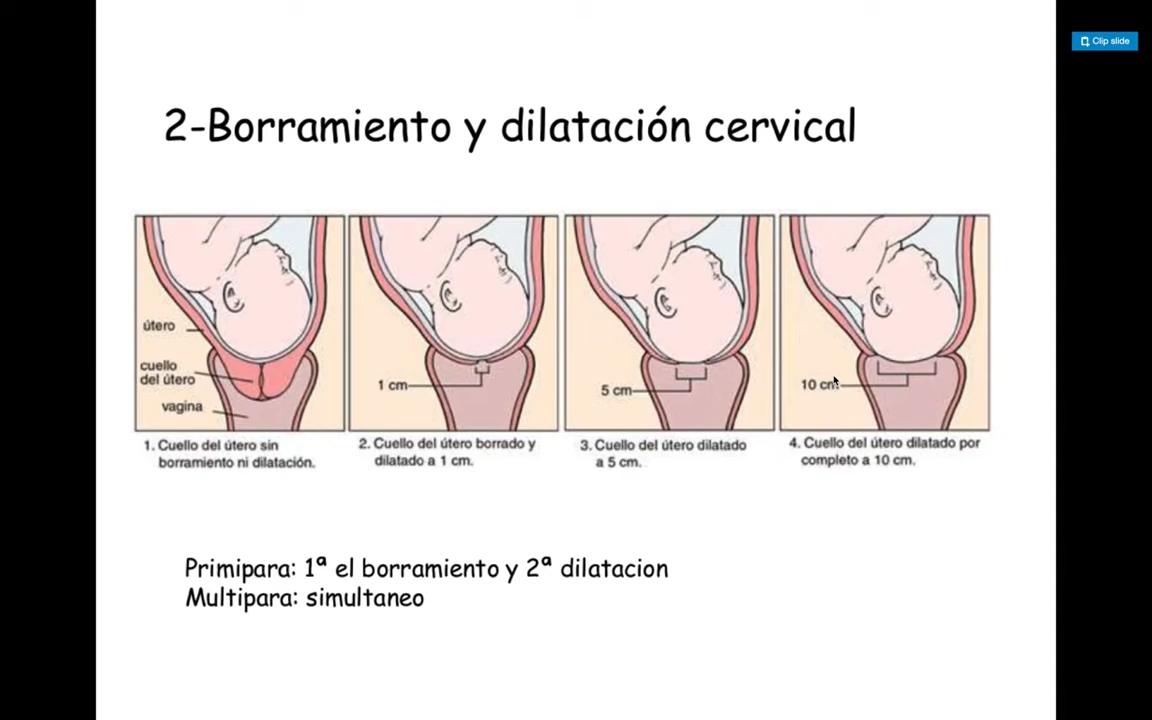 Clip slide
2-Borramiento y dilatación cervical
útero
cuello
del útero
vagina
1 cm
5 cm
10 cm
1. Cuello del útero sin
borramiento ni dilatación.
2. Cuello del útero borrado y
dilatado a 1 cm.
3. Cuello del útero dilatado
a 5 cm.
4. Cuello del útero dilatado por
completo a 10 cm.
Primipara: 1ª el borramiento y 2ª dilatacion
Multipara: simultaneo